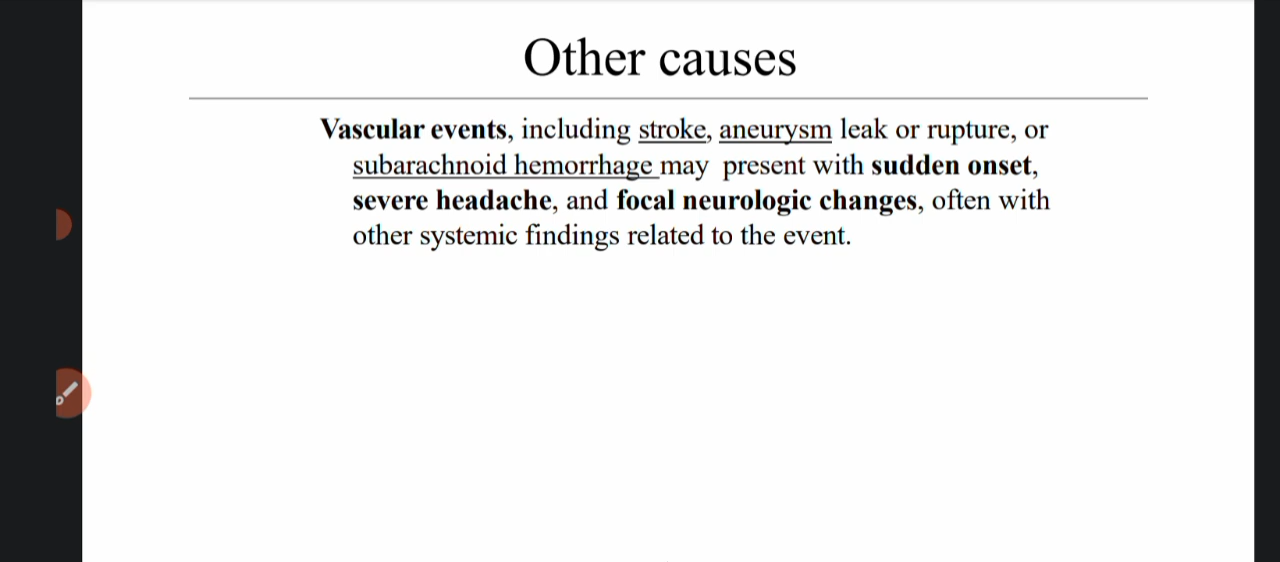 Other causes
Vascular events, including stroke, aneurysm leak or rupture, or
subarachnoid hemorrhage may  present with sudden onset,
severe headache, and focal neurologic changes, often with
other systemic findings related to the event.